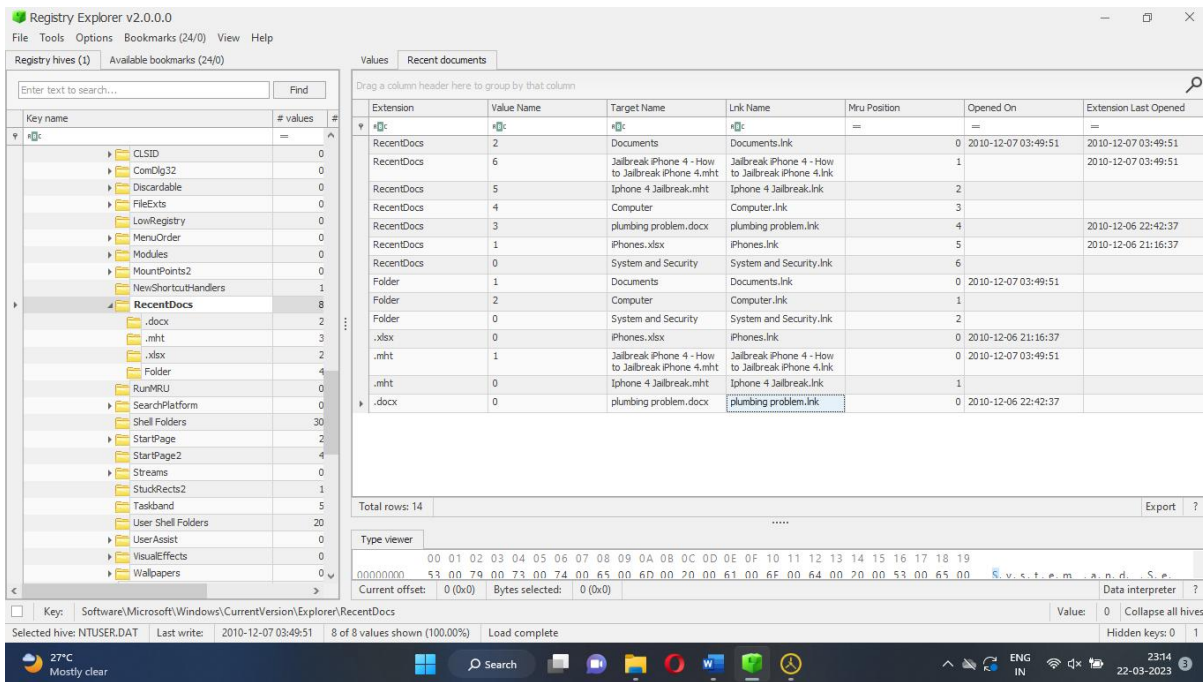 Registry Explorer v2.0.0.0
File Tools Options Bookmarks (24/0) View Help
Registry hives (1) Available bookmarks (24/0)
Enter text to search... Find
Key name # values #
=
CLSID 0
ComDlg32 0
Discardable 0
FileExts 0
LowRegistry 0
MenuOrder 0
Modules 0
MountPoints2 0
NewShortcutHandlers 1
RecentDocs 8
.docx 2
.mht 3
.xlsx 2
Folder 4
RunMRU 0
SearchPlatform 0
Shell Folders 30
StartPage 2
StartPage2 4
Streams 0
StuckRects2 1
Taskband 5
User Shell Folders 20
UserAssist 0
VisualEffects 0
Wallpapers 0
Values Recent documents
Drag a column header here to group by that column
Extension Value Name Target Name Lnk Name Mru Position Opened On Extension Last Opened
= = =
RecentDocs 2 Documents Documents.lnk 0 2010-12-07 03:49:51 2010-12-07 03:49:51
RecentDocs 6 Jailbreak iPhone 4 - How Jailbreak iPhone 4 - How 1 2010-12-07 03:49:51
to Jailbreak iPhone 4.mht to Jailbreak iPhone 4.lnk
RecentDocs 5 Iphone 4 Jailbreak.mht Iphone 4 Jailbreak.lnk 2
RecentDocs 4 Computer Computer.lnk 3
RecentDocs 3 plumbing problem.docx plumbing problem.lnk 4 2010-12-06 22:42:37
RecentDocs 1 iPhones.xlsx iPhones.lnk 5 2010-12-06 21:16:37
RecentDocs 0 System and Security System and Security.lnk 6
Folder 1 Documents Documents.lnk 0 2010-12-07 03:49:51
Folder 2 Computer Computer.lnk 1
Folder 0 System and Security System and Security.lnk 2
.xlsx 0 iPhones.xlsx iPhones.lnk 0 2010-12-06 21:16:37
.mht 1 Jailbreak iPhone 4 - How Jailbreak iPhone 4 - How 0 2010-12-07 03:49:51
to Jailbreak iPhone 4.mht to Jailbreak iPhone 4.lnk
.mht 0 Iphone 4 Jailbreak.mht Iphone 4 Jailbreak.lnk 1
.docx 0 plumbing problem.docx plumbing problem.lnk 0 2010-12-06 22:42:37
Total rows: 14 Export ?
Type viewer
00 01 02 03 04 05 06 07 08 09 0A 0B 0C 0D 0E 0F 10 11 12 13 14 15 16 17 18 19
00000000 53 00 79 00 73 00 74 00 65 00 6D 00 20 00 61 00 6E 00 64 00 20 00 53 00 65 00 S.y.s.t.e.m. .a.n.d. .S.e.
Current offset: 0 (0x0) Bytes selected: 0 (0x0) Data interpreter ?
Key: Software\Microsoft\Windows\CurrentVersion\Explorer\RecentDocs Value: 0 Collapse all hives
Selected hive: NTUSER.DAT Last write: 2010-12-07 03:49:51 8 of 8 values shown (100.00%) Load complete Hidden keys: 0 1
27°C
Mostly clear
Search
ENG
IN
23:14
22-03-2023
3